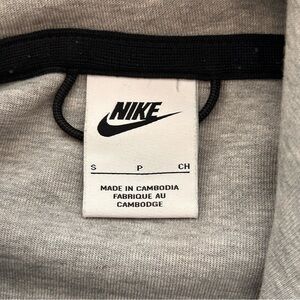 NIKE
S P CH
MADE IN CAMBODIA
FABRIQUE AU
CAMBODGE